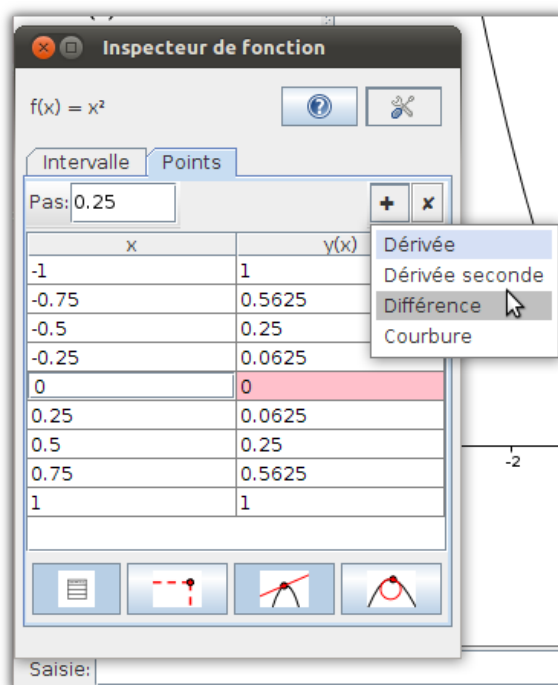 Inspecteur de fonction
f(x) = x²
Intervalle Points
Pas: 0.25
x y(x)
-1 1
-0.75 0.5625
-0.5 0.25
-0.25 0.0625
0 0
0.25 0.0625
0.5 0.25
0.75 0.5625
1 1
Dérivée
Dérivée seconde
Différence
Courbure
-2
Saisie: